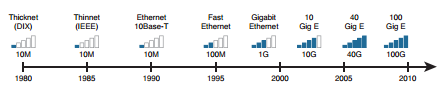 Thicknet Thinnet Ethernet Fast Gigabit 10 40 100
(DIX) (IEEE) 10Base-T Ethernet Ethernet Gig E Gig E Gig E
10M 10M 10M 100M 1G 10G 40G 100G
1980 1985 1990 1995 2000 2005 2010